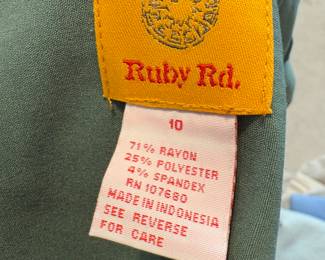 Ruby Rd.
10
71% RAYON
25% POLYESTER
4% SPANDEX
RN 107680
MADE IN INDONESIA
SEE REVERSE
FOR CARE